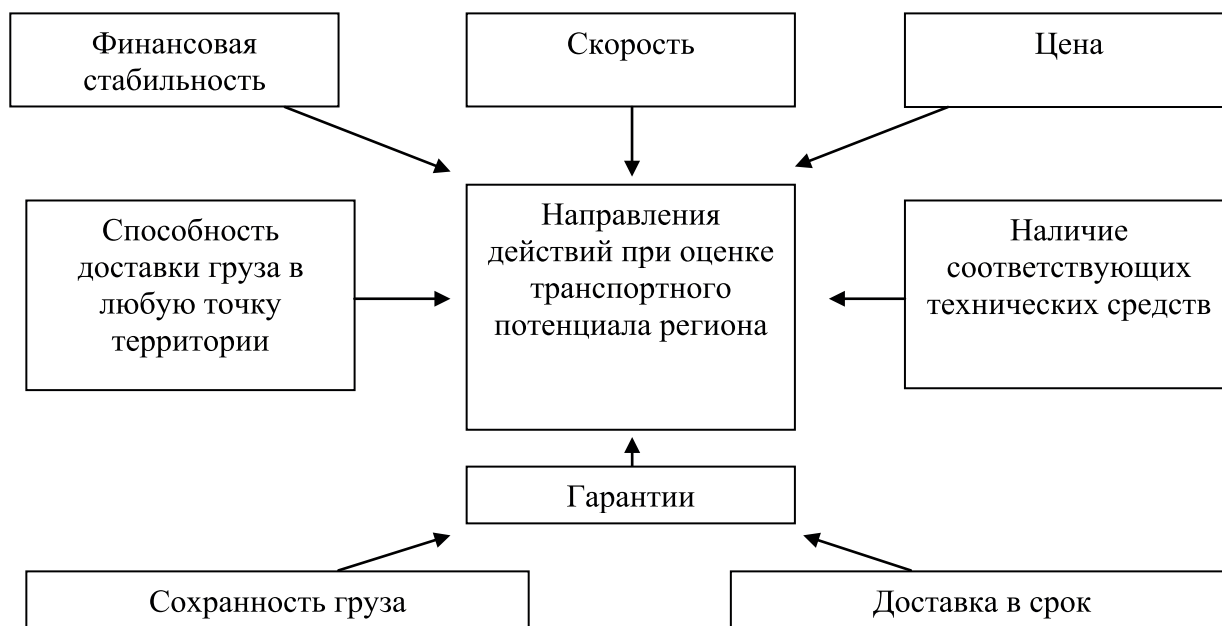 Финансовая
стабильность
Скорость
Цена
Способность
доставки груза в
любую точку
территории
Направления
действий при оценке
транспортного
потенциала региона
Наличие
соответствующих
технических средств
Гарантии
Сохранность груза
Доставка в срок